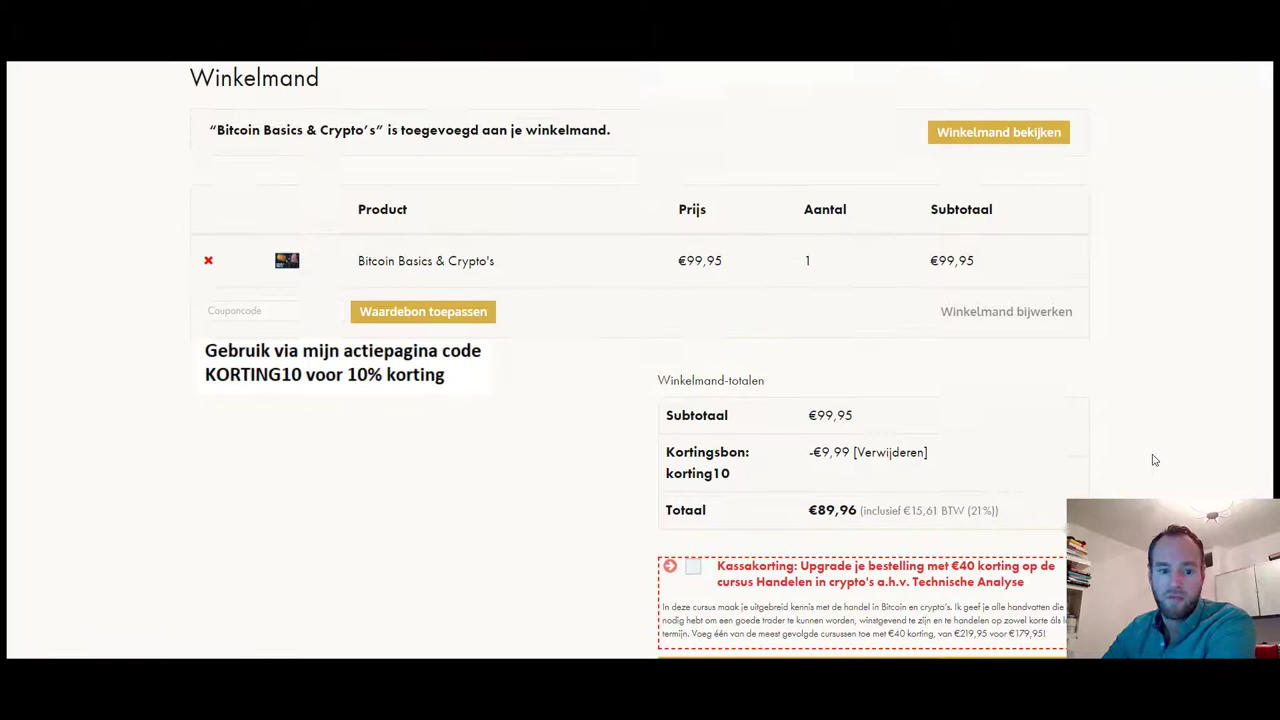 Winkelmand
“Bitcoin Basics & Crypto’s” is toegevoegd aan je winkelmand.
Winkelmand bekijken
Product Prijs Aantal Subtotaal
Bitcoin Basics & Crypto's €99,95 1 €99,95
Couponcode Waardebon toepassen Winkelmand bijwerken
Gebruik via mijn actiepagina code
KORTING10 voor 10% korting
Winkelmand-totalen
Subtotaal €99,95
Kortingsbon: -€9,99 [Verwijderen]
korting10
Totaal €89,96 (inclusief €15,61 BTW (21%))
Kassakorting: Upgrade je bestelling met €40 korting op de
cursus Handelen in crypto's a.h.v. Technische Analyse
In deze cursus maak je uitgebreid kennis met de handel in Bitcoin en crypto's. Ik geef je alle handvatten die
nodig hebt om een goede trader te kunnen worden, winstgevend te zijn en te handelen op zowel korte áls
termijn. Voeg één van de meest gevolgde cursussen toe met €40 korting, van €219,95 voor €179,95!